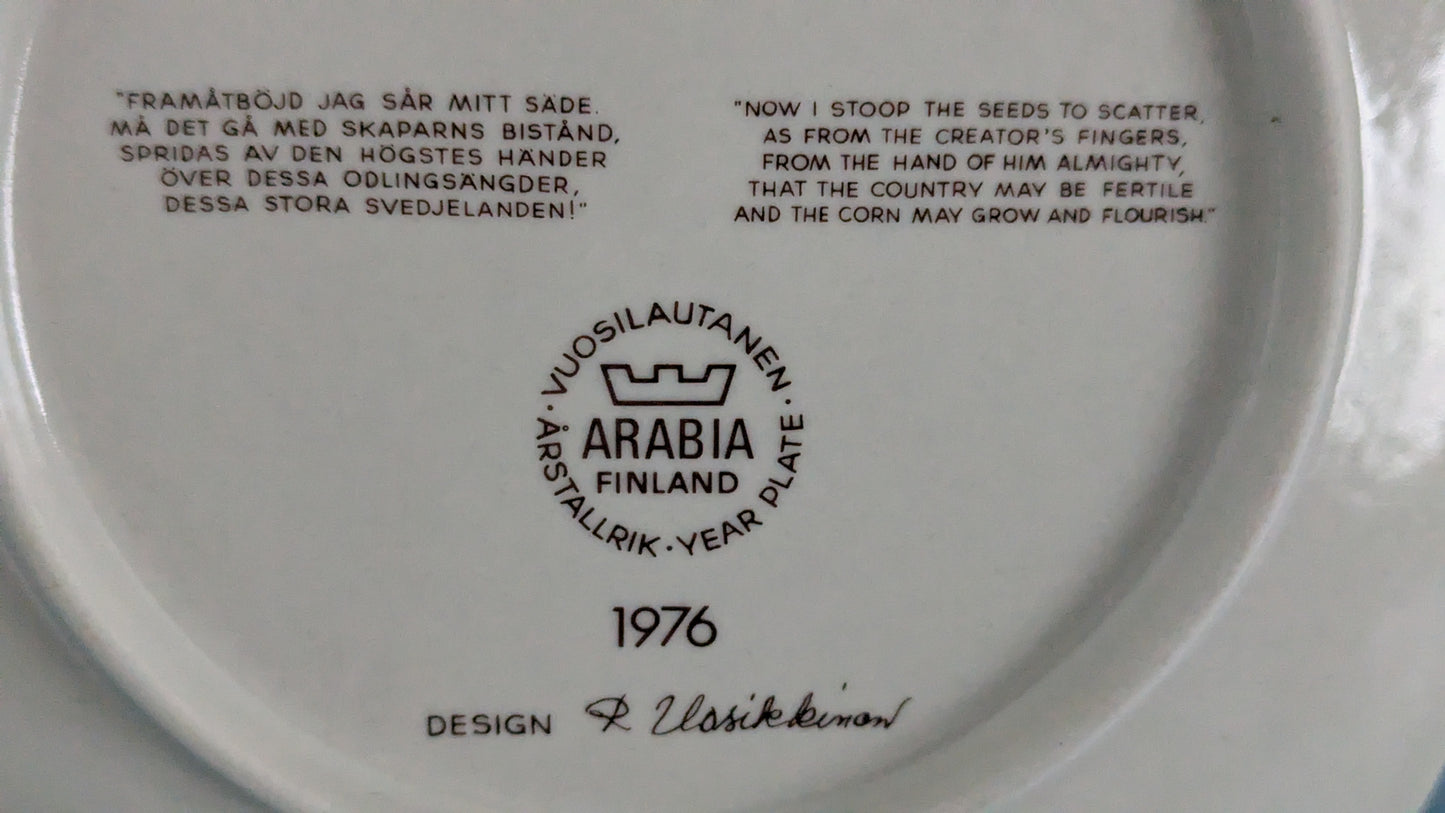 "FRAMÅTBÖJD JAG SÅR MITT SÄDE.
MÅ DET GÅ MED SKAPARNS BISTÅND,
SPRIDAS AV DEN HÖGSTES HÄNDER
ÖVER DESSA ODLINGSÄNGDER,
DESSA STORA SVEDJELANDEN!"
"NOW I STOOP THE SEEDS TO SCATTER,
AS FROM THE CREATOR'S FINGERS,
FROM THE HAND OF HIM ALMIGHTY,
THAT THE COUNTRY MAY BE FERTILE
AND THE CORN MAY GROW AND FLOURISH."
· VUOSILAUTANEN ·
ARABIA
FINLAND
ÅRSTALLRIK · YEAR PLATE
1976
DESIGN R Uosikkinen